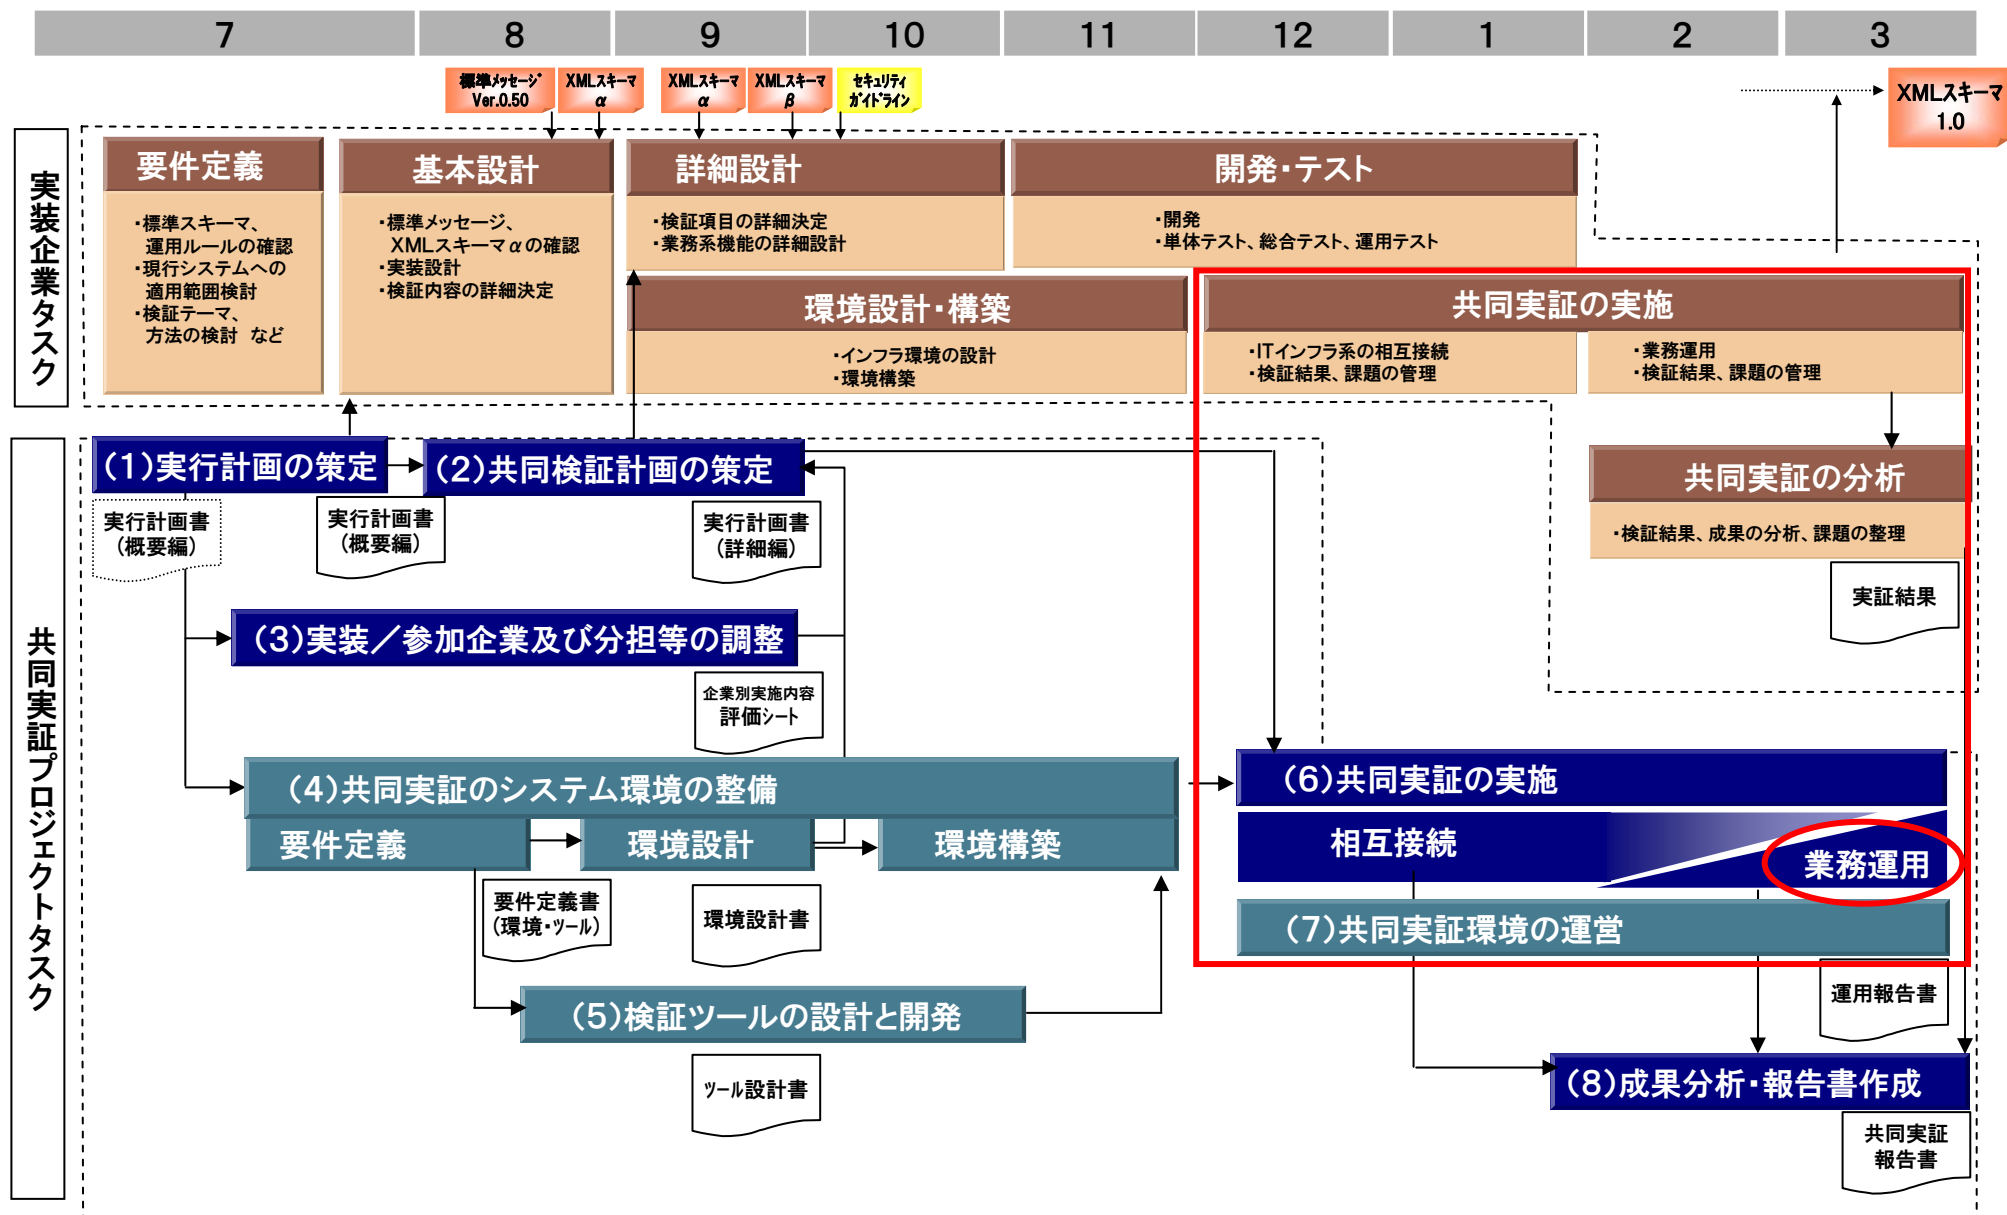 7
8
9
10
11
12
1
2
3
標準ﾒｯｾｰｼﾞ
Ver.0.50
XMLスキーマ
α
XMLスキーマ
α
XMLスキーマ
β
セキュリティ
ｶﾞｲﾄﾞﾗｲﾝ
XMLスキーマ
1.0
実装企業タスク
要件定義
・標準スキーマ、
運用ルールの確認
・現行システムへの
適用範囲検討
・検証テーマ、
方法の検討 など
基本設計
・標準メッセージ、
XMLスキーマαの確認
・実装設計
・検証内容の詳細決定
詳細設計
・検証項目の詳細決定
・業務系機能の詳細設計
開発・テスト
・開発
・単体テスト、総合テスト、運用テスト
環境設計・構築
・インフラ環境の設計
・環境構築
共同実証の実施
・ITインフラ系の相互接続
・検証結果、課題の管理
・業務運用
・検証結果、課題の管理
共同実証の分析
・検証結果、成果の分析、課題の整理
実証結果
共同実証プロジェクトタスク
(1)実行計画の策定
(2)共同検証計画の策定
実行計画書
(概要編)
実行計画書
(概要編)
実行計画書
(詳細編)
(3)実装／参加企業及び分担等の調整
企業別実施内容
評価ｼｰﾄ
(4)共同実証のシステム環境の整備
要件定義
環境設計
環境構築
要件定義書
(環境・ﾂｰﾙ)
環境設計書
(5)検証ツールの設計と開発
ﾂｰﾙ設計書
(6)共同実証の実施
相互接続
業務運用
(7)共同実証環境の運営
運用報告書
(8)成果分析・報告書作成
共同実証
報告書